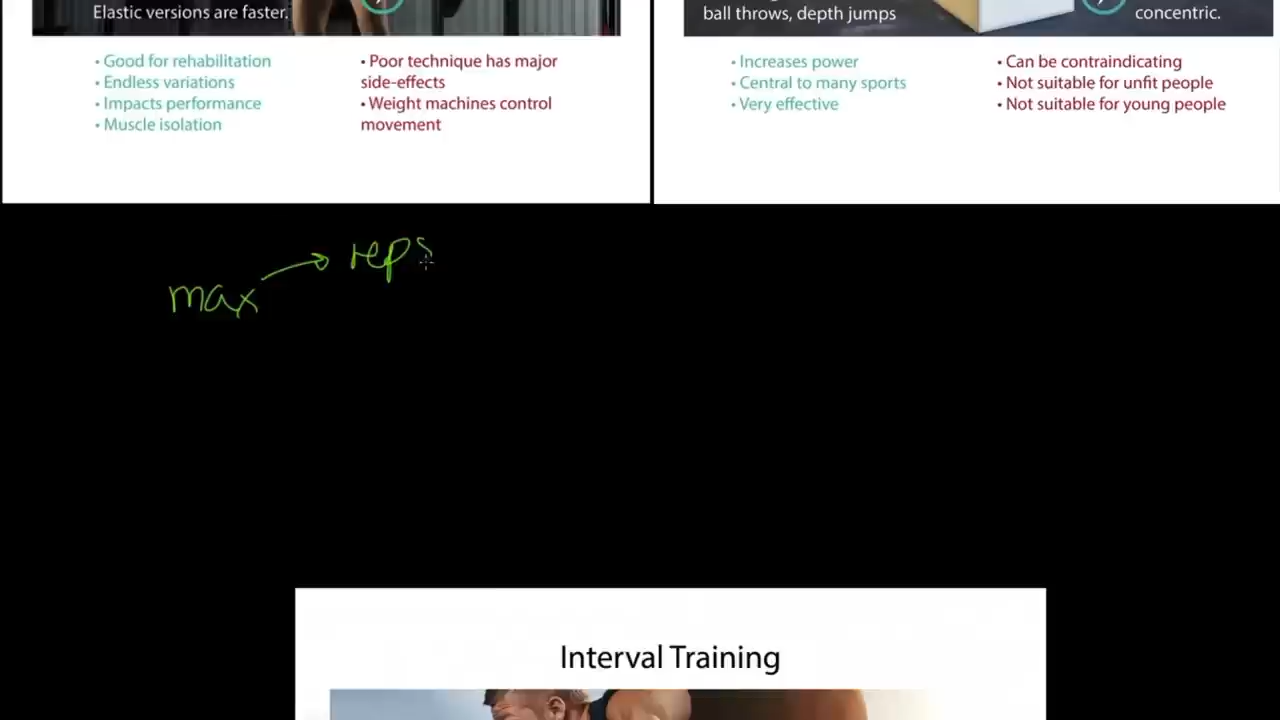 Elastic versions are faster.
• Good for rehabilitation
• Endless variations
• Impacts performance
• Muscle isolation
• Poor technique has major
side-effects
• Weight machines control
movement
ball throws, depth jumps
concentric.
• Increases power
• Central to many sports
• Very effective
• Can be contraindicating
• Not suitable for unfit people
• Not suitable for young people
max → reps
Interval Training